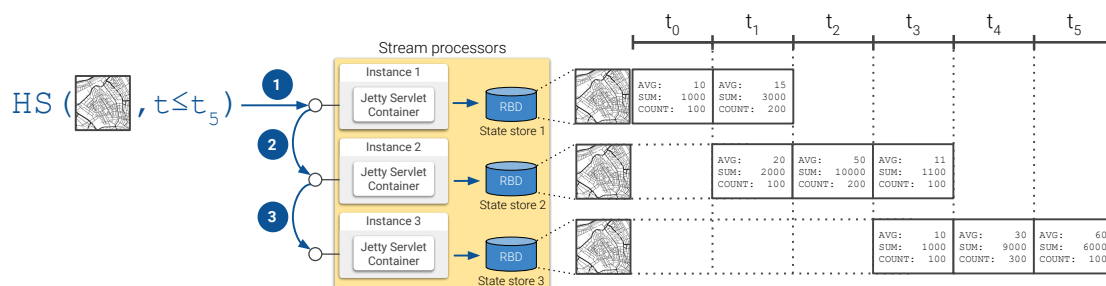 t0 t1 t2 t3 t4 t5
Stream processors
HS( ,t≤t5)
1
Instance 1
Jetty Servlet
Container
RBD
State store 1
AVG: 10
SUM: 1000
COUNT: 100
AVG: 15
SUM: 3000
COUNT: 200
2
Instance 2
Jetty Servlet
Container
RBD
State store 2
AVG: 20
SUM: 2000
COUNT: 100
AVG: 50
SUM: 10000
COUNT: 200
AVG: 11
SUM: 1100
COUNT: 100
3
Instance 3
Jetty Servlet
Container
RBD
State store 3
AVG: 10
SUM: 1000
COUNT: 100
AVG: 30
SUM: 9000
COUNT: 300
AVG: 60
SUM: 6000
COUNT: 100